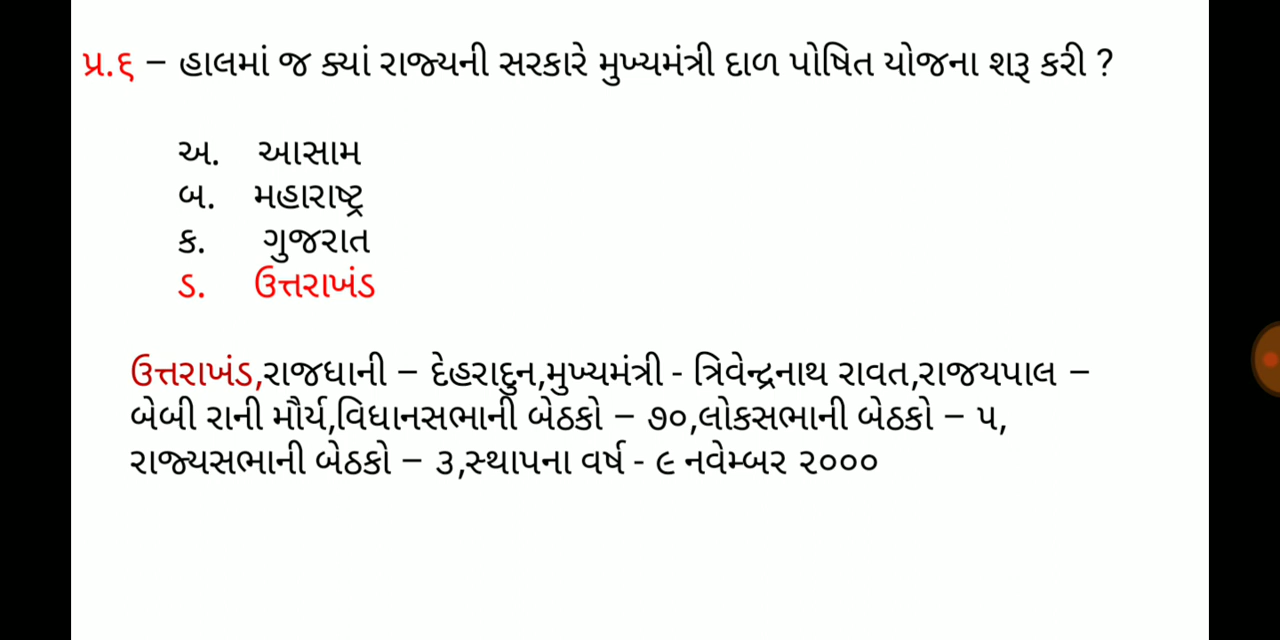 પ્ર.૬ – હાલમાં જ ક્યાં રાજ્યની સરકારે મુખ્યમંત્રી દાળ પોષિત યોજના શરૂ કરી ?
અ. આસામ
બ. મહારાષ્ટ્ર
ક. ગુજરાત
ડ. ઉત્તરાખંડ
ઉત્તરાખંડ,રાજધાની – દેહરાદુન,મુખ્યમંત્રી - ત્રિવેન્દ્રનાથ રાવત,રાજયપાલ –
બેબી રાની મૌર્ય,વિધાનસભાની બેઠકો – ૭૦,લોકસભાની બેઠકો – ૫,
રાજ્યસભાની બેઠકો – ૩,સ્થાપના વર્ષ - ૯ નવેમ્બર ૨૦૦૦